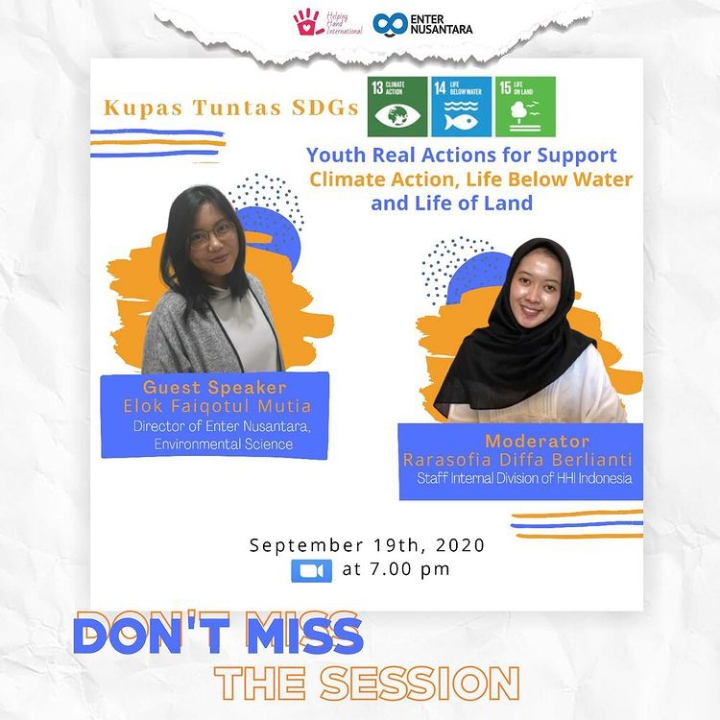 Helping
Hand
International
ENTER
NUSANTARA
Kupas Tuntas SDGs
13 CLIMATE ACTION
14 LIFE BELOW WATER
15 LIFE ON LAND
Youth Real Actions for Support
Climate Action, Life Below Water
and Life of Land
Guest Speaker
Elok Faiqotul Mutia
Director of Enter Nusantara,
Environmental Science
Moderator
Rarasofia Diffa Berlianti
Staff Internal Division of HHI Indonesia
September 19th, 2020
at 7.00 pm
DON'T MISS
THE SESSION